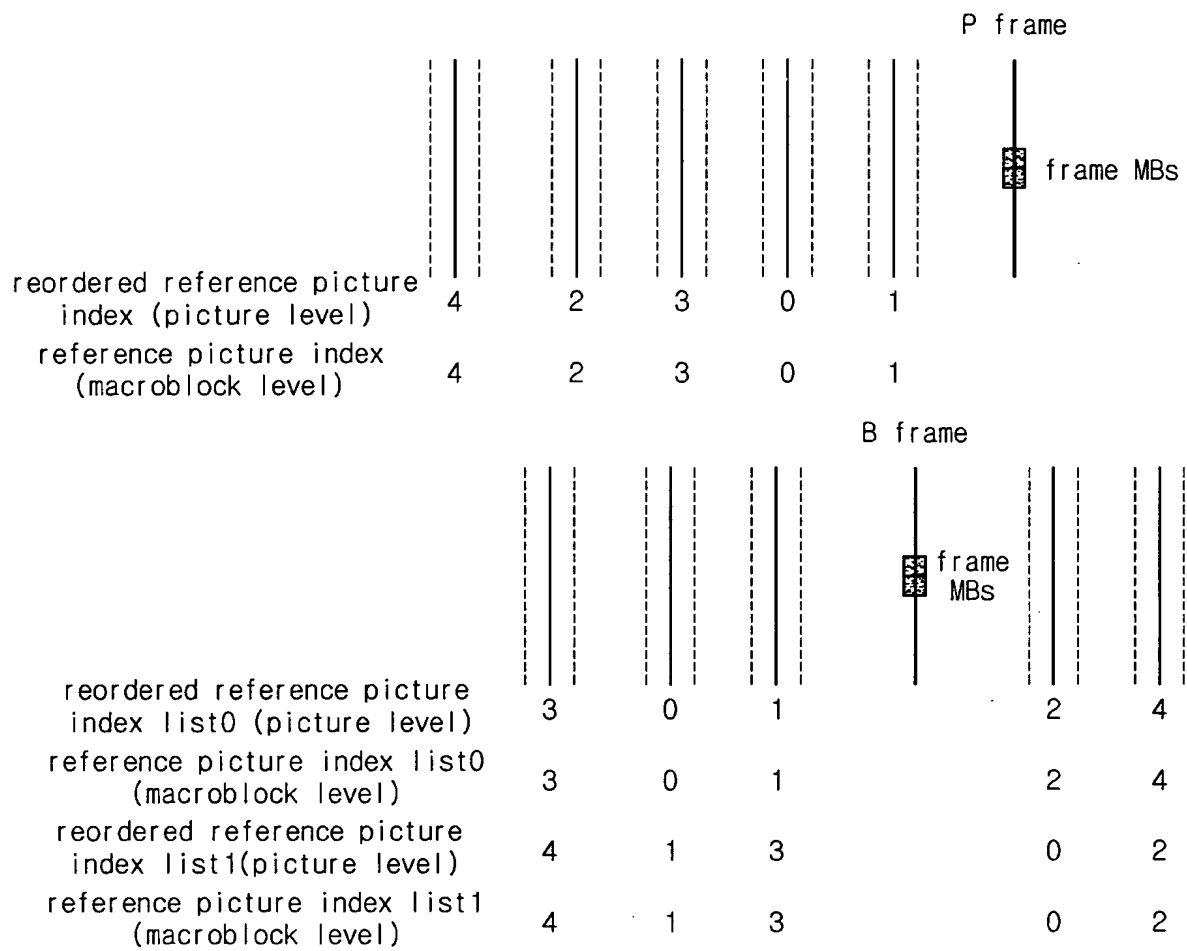 P frame
frame MBs
reordered reference picture
index (picture level) 4 2 3 0 1
reference picture index
(macroblock level) 4 2 3 0 1
B frame
frame
MBs
reordered reference picture
index list0 (picture level) 3 0 1 2 4
reference picture index list0
(macroblock level) 3 0 1 2 4
reordered reference picture
index list1(picture level) 4 1 3 0 2
reference picture index list1
(macroblock level) 4 1 3 0 2